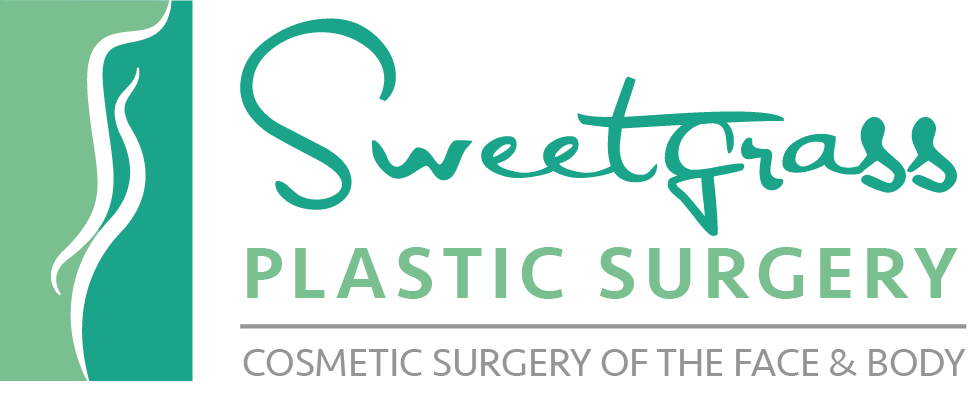 Sweetgrass
PLASTIC SURGERY
COSMETIC SURGERY OF THE FACE & BODY